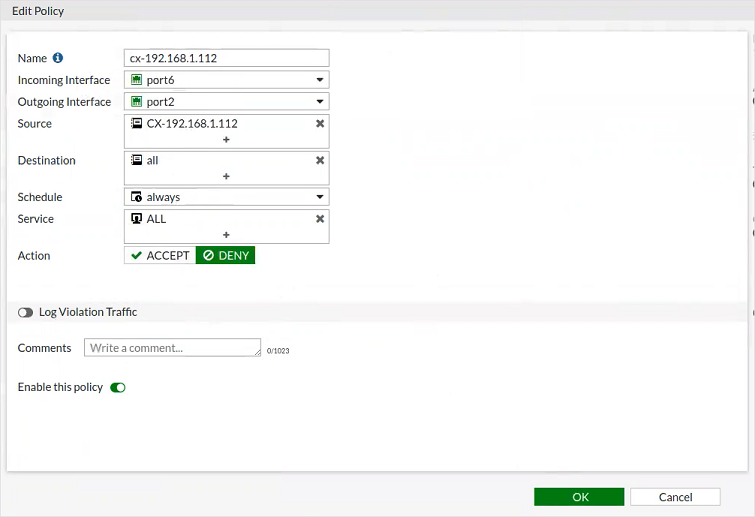 Edit Policy
Name cx-192.168.1.112
Incoming Interface port6
Outgoing Interface port2
Source CX-192.168.1.112
+
Destination all
+
Schedule always
Service ALL
+
Action ACCEPT DENY
Log Violation Traffic
Comments Write a comment... 0/1023
Enable this policy
OK Cancel